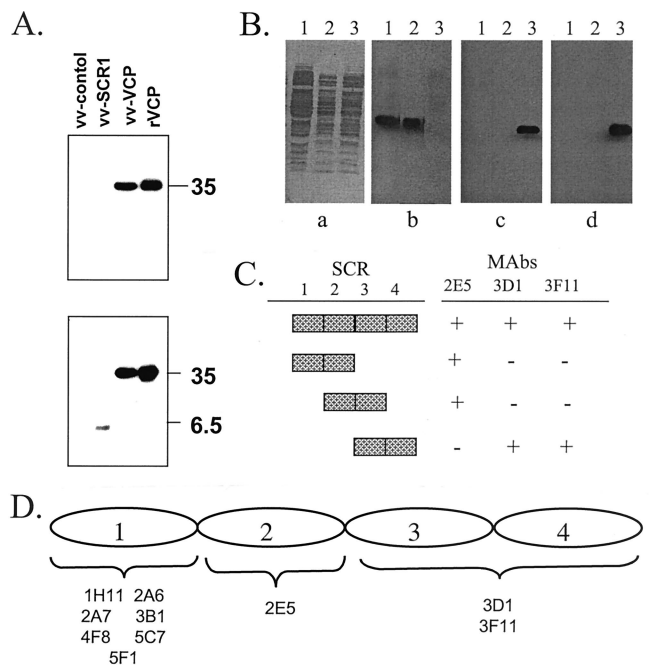 A.
vv-contol
vv-SCR1
vv-VCP
rVCP
35
35
6.5
B.
1 2 3 1 2 3 1 2 3 1 2 3
a b c d
C.
SCR MAbs
1 2 3 4 2E5 3D1 3F11
+ + +
+ - -
+ - -
- + +
D.
1 2 3 4
1H11 2A6
2A7 3B1
4F8 5C7
5F1
2E5
3D1
3F11